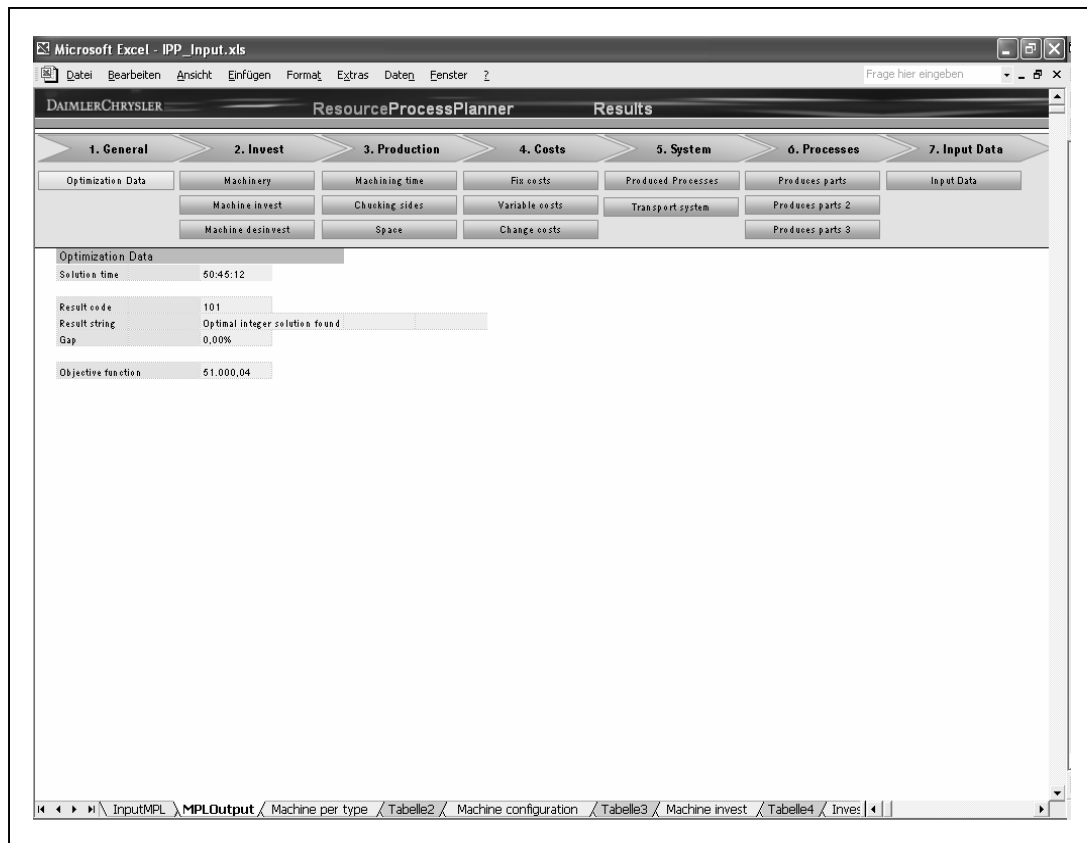 Microsoft Excel - IPP_Input.xls
Datei Bearbeiten Ansicht Einfügen Format Extras Daten Fenster ? Frage hier eingeben
DAIMLERCHRYSLER ResourceProcessPlanner Results
1. General 2. Invest 3. Production 4. Costs 5. System 6. Processes 7. Input Data
Optimization Data Machinery Machining time Fix costs Produced Processes Produces parts Input Data
Machine invest Chucking sides Variable costs Transport system Produces parts 2
Machine desinvest Space Change costs Produces parts 3
Optimization Data
Solution time 50:45:12
Result code 101
Result string Optimal integer solution found
Gap 0,00%
Objective function 51.000,04
InputMPL MPLOutput Machine per type Tabelle2 Machine configuration Tabelle3 Machine invest Tabelle4 Inves